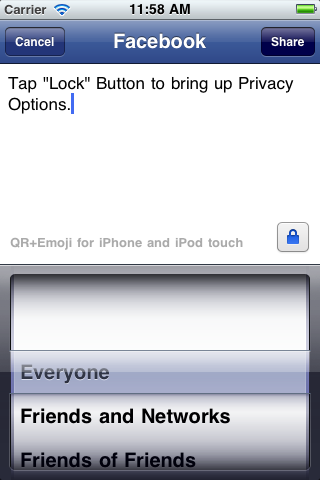 Carrier 11:58 AM
Cancel Facebook Share
Tap "Lock" Button to bring up Privacy
Options.
QR+Emoji for iPhone and iPod touch
Everyone
Friends and Networks
Friends of Friends